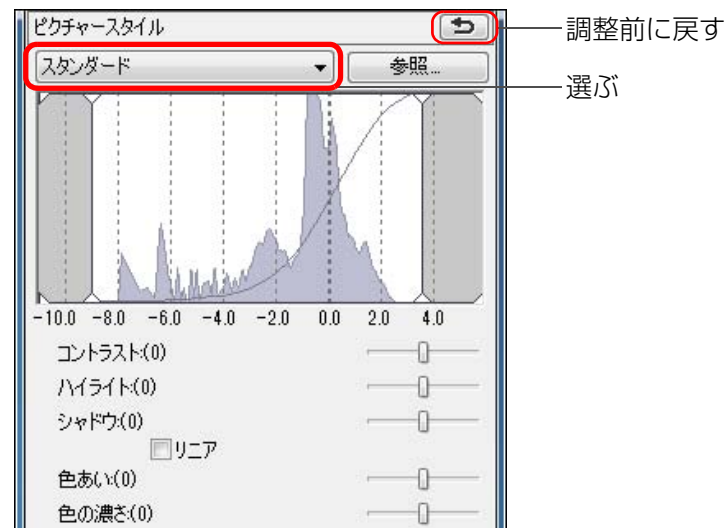 ピクチャースタイル
調整前に戻す
スタンダード
参照...
選ぶ
-10.0 -8.0 -6.0 -4.0 -2.0 0.0 2.0 4.0
コントラスト:(0)
ハイライト:(0)
シャドウ:(0)
リニア
色あい:(0)
色の濃さ:(0)